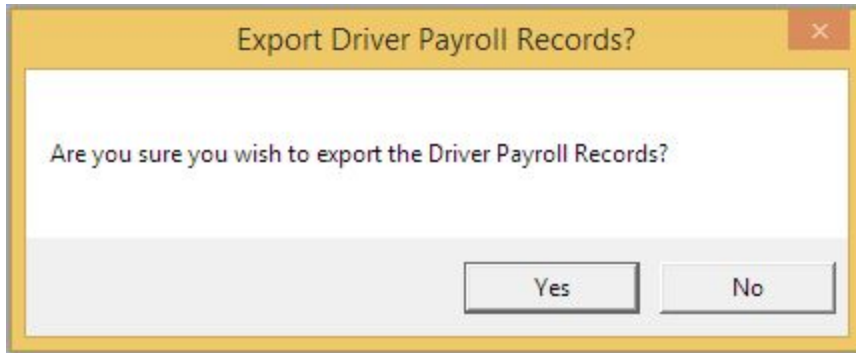 Export Driver Payroll Records?
Are you sure you wish to export the Driver Payroll Records?
Yes No